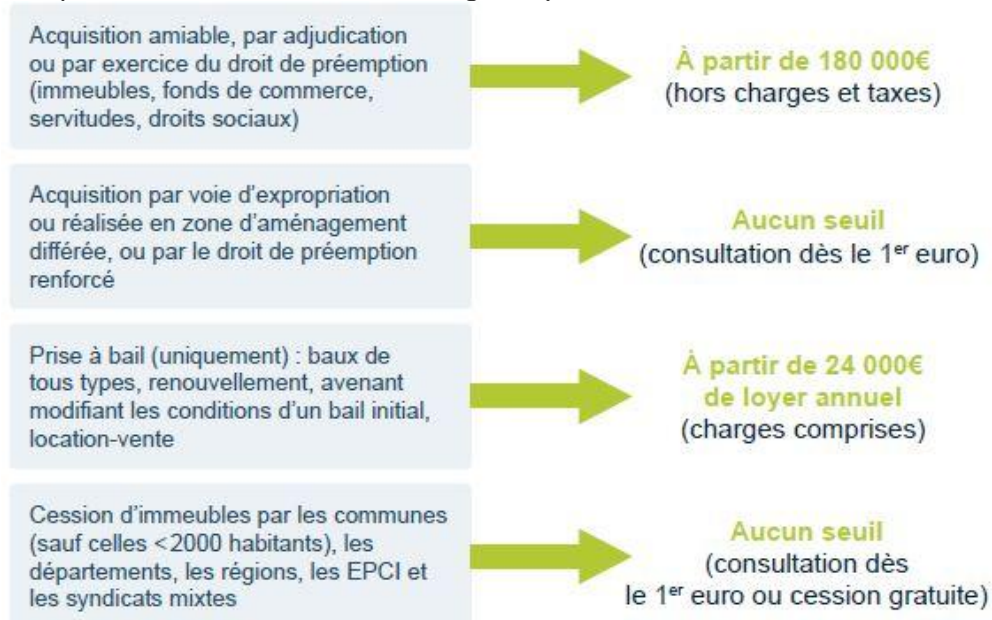 Acquisition amiable, par adjudication
ou par exercice du droit de préemption
(immeubles, fonds de commerce,
servitudes, droits sociaux)
À partir de 180 000€
(hors charges et taxes)
Acquisition par voie d'expropriation
ou réalisée en zone d'aménagement
différée, ou par le droit de préemption
renforcé
Aucun seuil
(consultation dès le 1er euro)
Prise à bail (uniquement) : baux de
tous types, renouvellement, avenant
modifiant les conditions d'un bail initial,
location-vente
À partir de 24 000€
de loyer annuel
(charges comprises)
Cession d'immeubles par les communes
(sauf celles <2000 habitants), les
départements, les régions, les EPCI et
les syndicats mixtes
Aucun seuil
(consultation dès
le 1er euro ou cession gratuite)